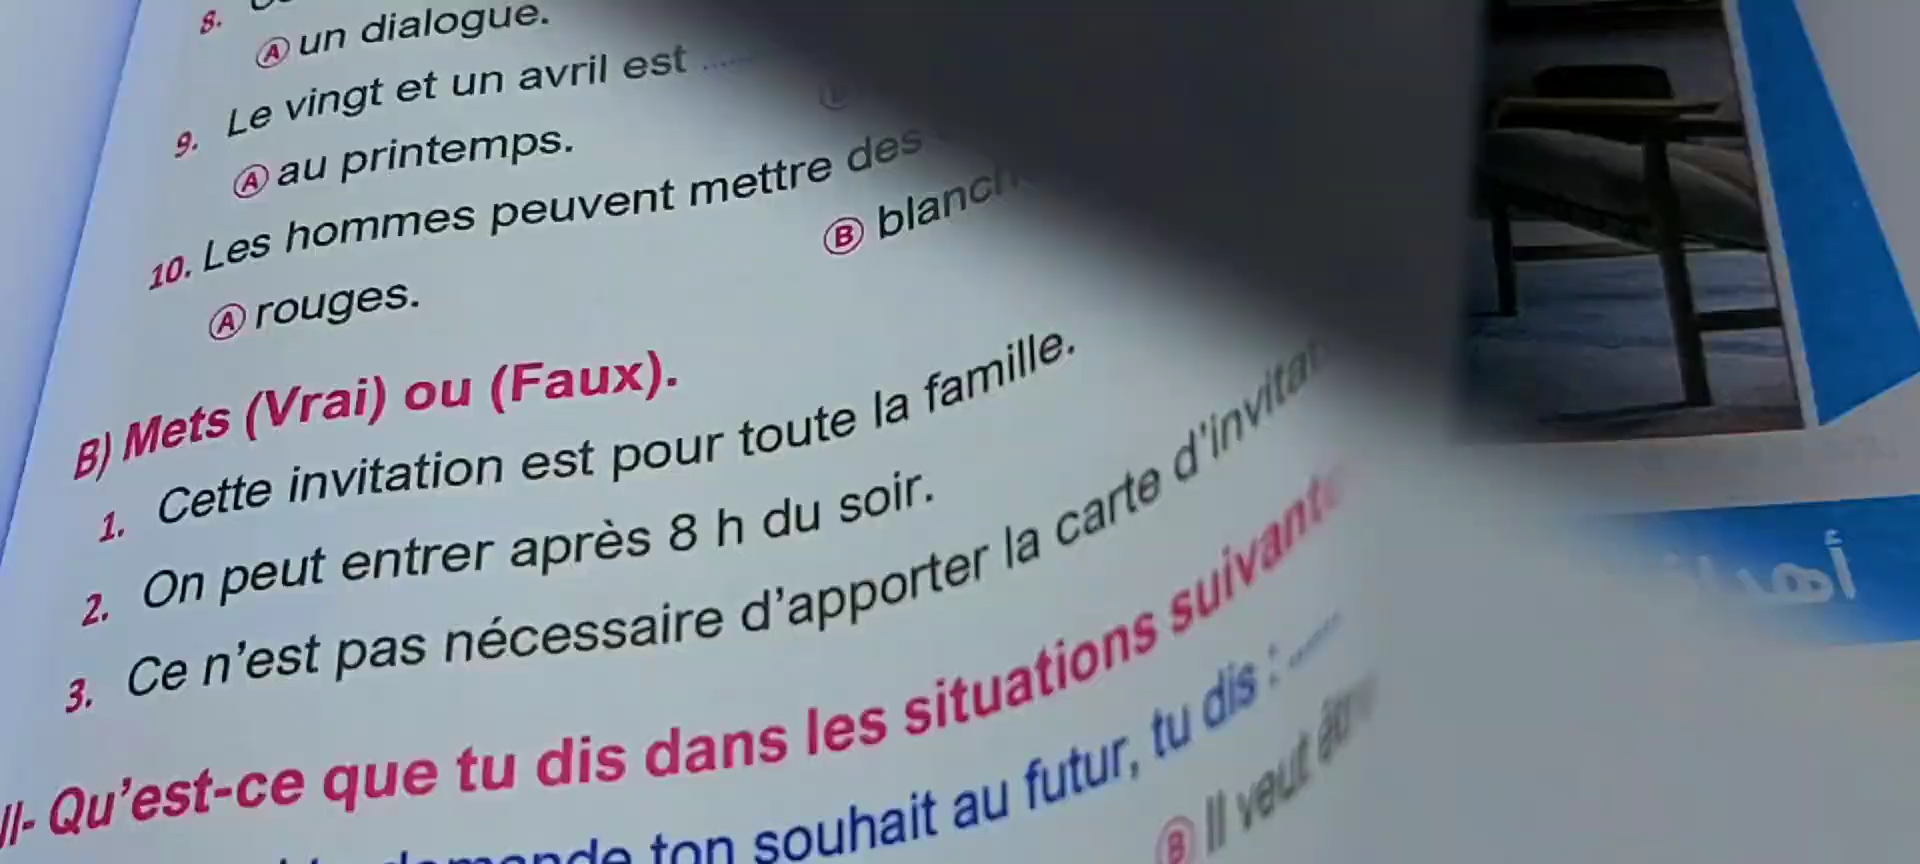 8.
A un dialogue.
9. Le vingt et un avril est ......
A au printemps.
10. Les hommes peuvent mettre des
A rouges. B
B) Mets (Vrai) ou (Faux).
1. Cette invitation est pour toute la famille.
2. On peut entrer après 8 h du soir.
3. Ce n'est pas nécessaire d'apporter la carte
II- Qu'est-ce que tu dis dans les situations
ton souhait au futur, tu dis : ......
B Il veut